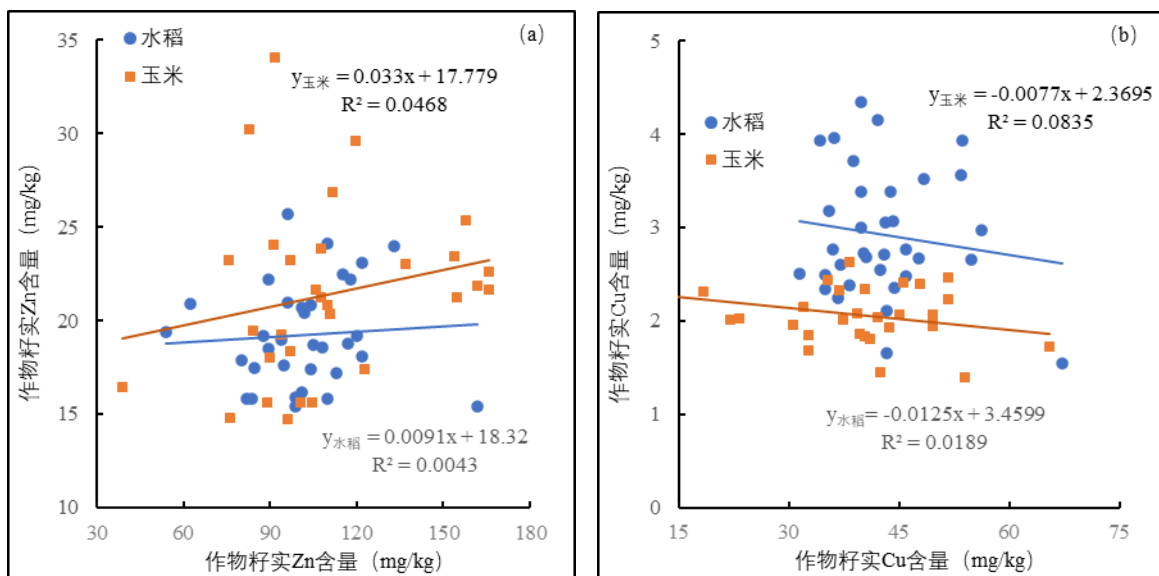 (a)
水稻
玉米
y玉米 = 0.033x + 17.779
R² = 0.0468
y水稻 = 0.0091x + 18.32
R² = 0.0043
作物籽实Zn含量（mg/kg）
35
30
25
20
15
10
30 60 90 120 150 180
作物籽实Zn含量（mg/kg）
(b)
水稻
玉米
y玉米 = -0.0077x + 2.3695
R² = 0.0835
y水稻= -0.0125x + 3.4599
R² = 0.0189
作物籽实Cu含量（mg/kg）
5
4
3
2
1
0
15 30 45 60 75
作物籽实Cu含量（mg/kg）